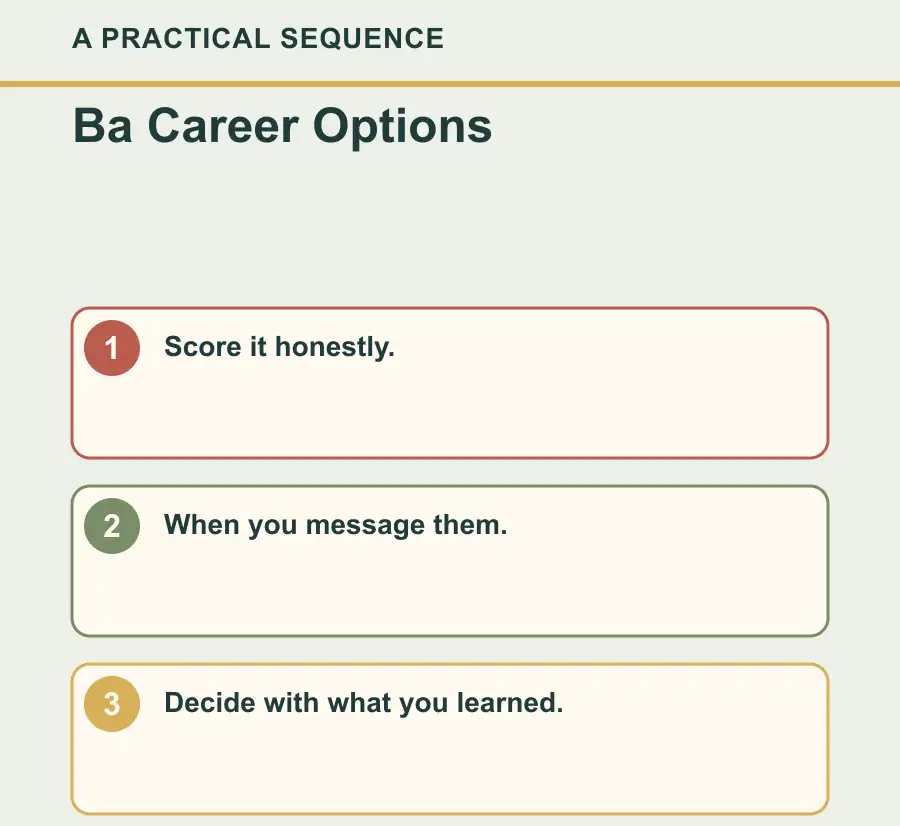 A PRACTICAL SEQUENCE
Ba Career Options
1 Score it honestly.
2 When you message them.
3 Decide with what you learned.